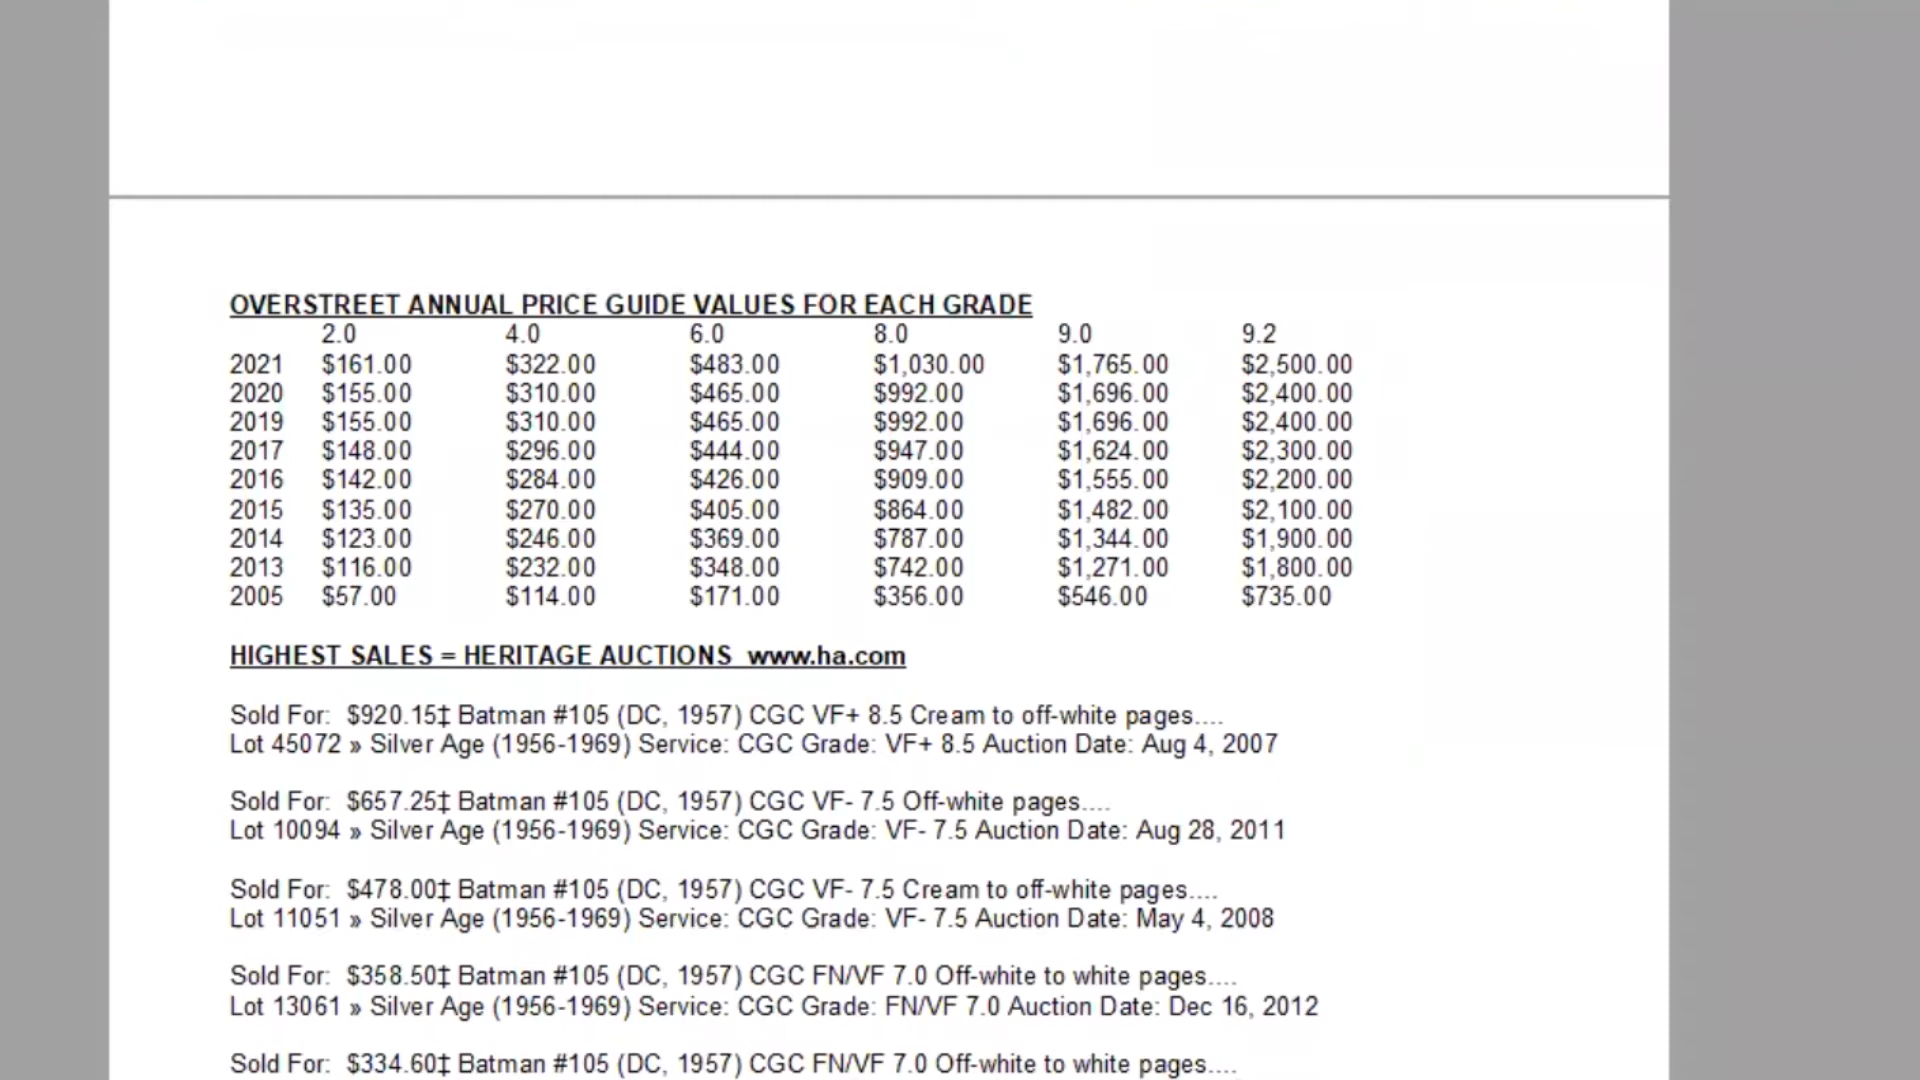 OVERSTREET ANNUAL PRICE GUIDE VALUES FOR EACH GRADE
2.0 4.0 6.0 8.0 9.0 9.2
2021 $161.00 $322.00 $483.00 $1,030.00 $1,765.00 $2,500.00
2020 $155.00 $310.00 $465.00 $992.00 $1,696.00 $2,400.00
2019 $155.00 $310.00 $465.00 $992.00 $1,696.00 $2,400.00
2017 $148.00 $296.00 $444.00 $947.00 $1,624.00 $2,300.00
2016 $142.00 $284.00 $426.00 $909.00 $1,555.00 $2,200.00
2015 $135.00 $270.00 $405.00 $864.00 $1,482.00 $2,100.00
2014 $123.00 $246.00 $369.00 $787.00 $1,344.00 $1,900.00
2013 $116.00 $232.00 $348.00 $742.00 $1,271.00 $1,800.00
2005 $57.00 $114.00 $171.00 $356.00 $546.00 $735.00
HIGHEST SALES = HERITAGE AUCTIONS www.ha.com
Sold For: $920.15‡ Batman #105 (DC, 1957) CGC VF+ 8.5 Cream to off-white pages....
Lot 45072 » Silver Age (1956-1969) Service: CGC Grade: VF+ 8.5 Auction Date: Aug 4, 2007
Sold For: $657.25‡ Batman #105 (DC, 1957) CGC VF- 7.5 Off-white pages....
Lot 10094 » Silver Age (1956-1969) Service: CGC Grade: VF- 7.5 Auction Date: Aug 28, 2011
Sold For: $478.00‡ Batman #105 (DC, 1957) CGC VF- 7.5 Cream to off-white pages....
Lot 11051 » Silver Age (1956-1969) Service: CGC Grade: VF- 7.5 Auction Date: May 4, 2008
Sold For: $358.50‡ Batman #105 (DC, 1957) CGC FN/VF 7.0 Off-white to white pages....
Lot 13061 » Silver Age (1956-1969) Service: CGC Grade: FN/VF 7.0 Auction Date: Dec 16, 2012
Sold For: $334.60‡ Batman #105 (DC, 1957) CGC FN/VF 7.0 Off-white to white pages....